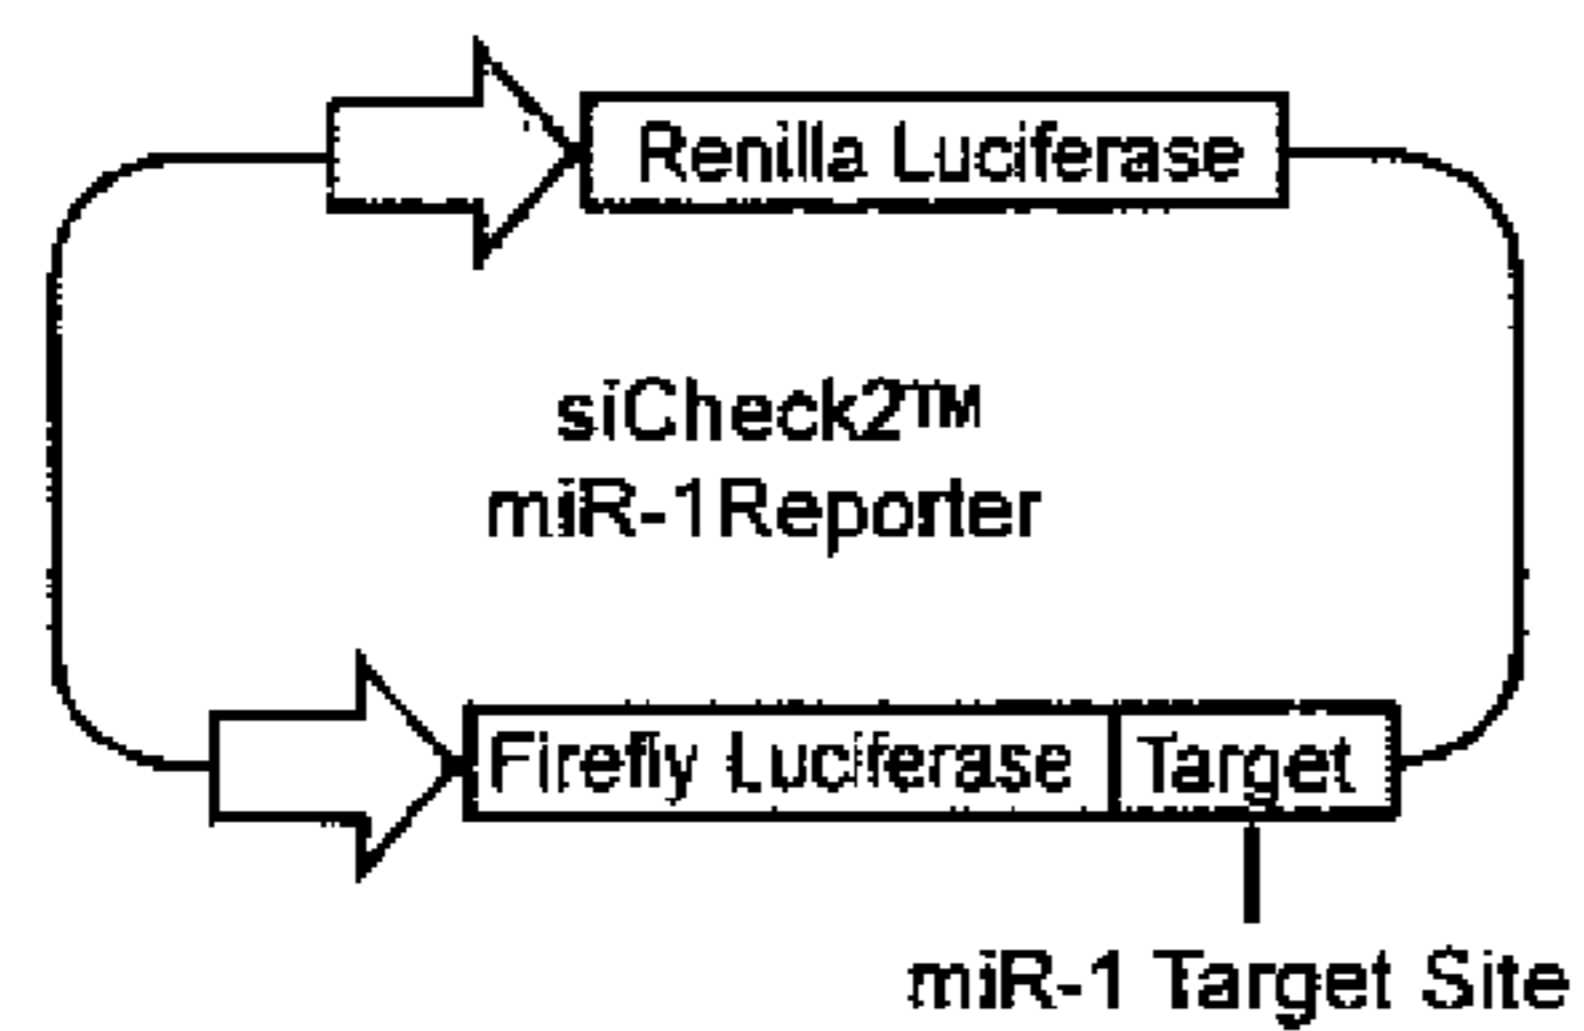 Renilla Luciferase
siCheck2™
miR-1Reporter
Firefly Luciferase
Target
miR-1 Target Site